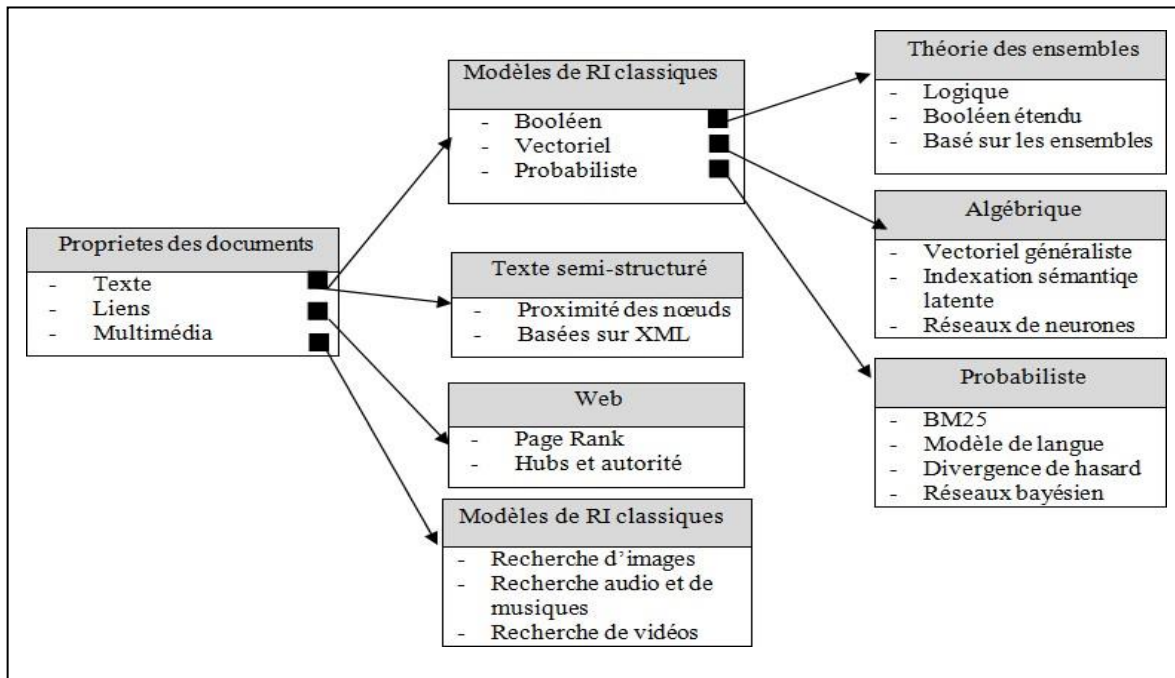 Proprietes des documents
- Texte
- Liens
- Multimédia
Modèles de RI classiques
- Booléen
- Vectoriel
- Probabiliste
Texte semi-structuré
- Proximité des nœuds
- Basées sur XML
Web
- Page Rank
- Hubs et autorité
Modèles de RI classiques
- Recherche d'images
- Recherche audio et de
musiques
- Recherche de vidéos
Théorie des ensembles
- Logique
- Booléen étendu
- Basé sur les ensembles
Algébrique
- Vectoriel généraliste
- Indexation sémantiqe
latente
- Réseaux de neurones
Probabiliste
- BM25
- Modèle de langue
- Divergence de hasard
- Réseaux bayésien